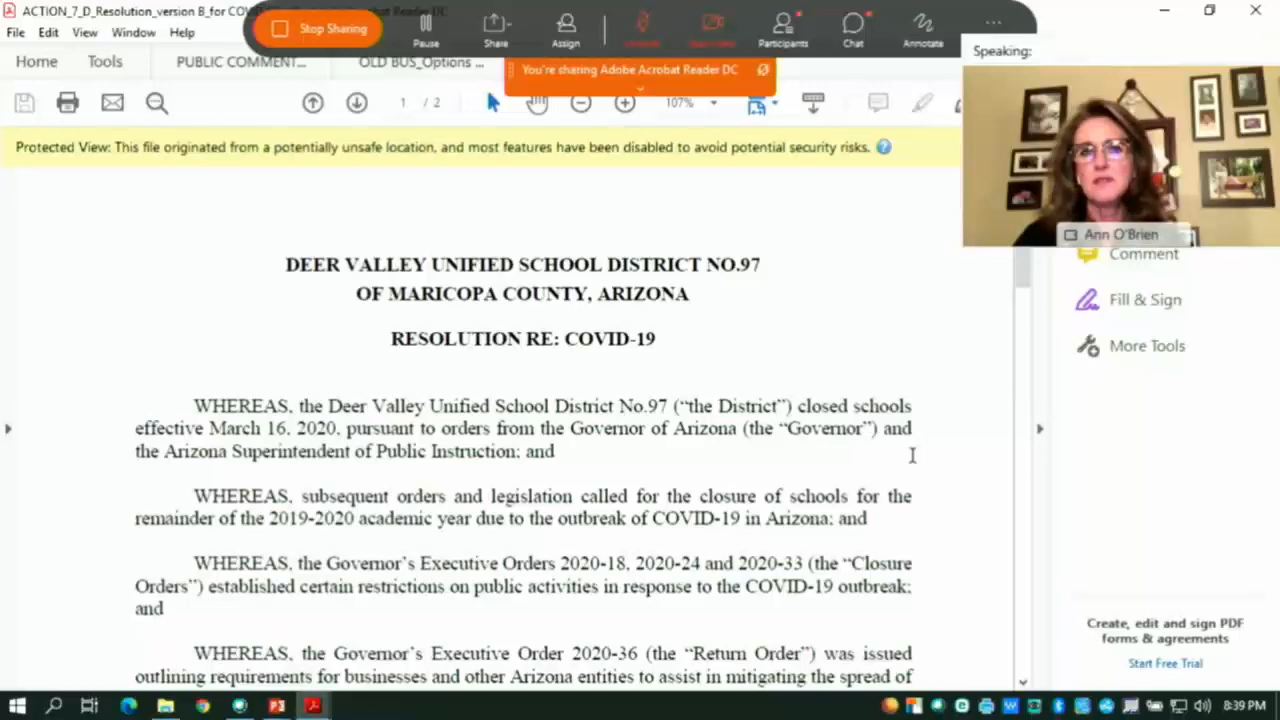 ACTION_7_D_Resolution_version B_for COV
Reader DC
File Edit View Window Help
Stop Sharing
Pause
Share
Assign
Participants
Chat
Annotate
You're sharing Adobe Acrobat Reader DC
Speaking:
Home Tools PUBLIC COMMENT... OLD BUS_Options ...
1 / 2
107%
Protected View: This file originated from a potentially unsafe location, and most features have been disabled to avoid potential security risks.
Ann O'Brien
Comment
Fill & Sign
More Tools
DEER VALLEY UNIFIED SCHOOL DISTRICT NO.97
OF MARICOPA COUNTY, ARIZONA
RESOLUTION RE: COVID-19
WHEREAS, the Deer Valley Unified School District No.97 (“the District”) closed schools
effective March 16, 2020, pursuant to orders from the Governor of Arizona (the “Governor”) and
the Arizona Superintendent of Public Instruction; and
WHEREAS, subsequent orders and legislation called for the closure of schools for the
remainder of the 2019-2020 academic year due to the outbreak of COVID-19 in Arizona; and
WHEREAS, the Governor’s Executive Orders 2020-18, 2020-24 and 2020-33 (the “Closure
Orders”) established certain restrictions on public activities in response to the COVID-19 outbreak;
and
WHEREAS, the Governor’s Executive Order 2020-36 (the “Return Order”) was issued
outlining requirements for businesses and other Arizona entities to assist in mitigating the spread of
Create, edit and sign PDF
forms & agreements
Start Free Trial
8:39 PM